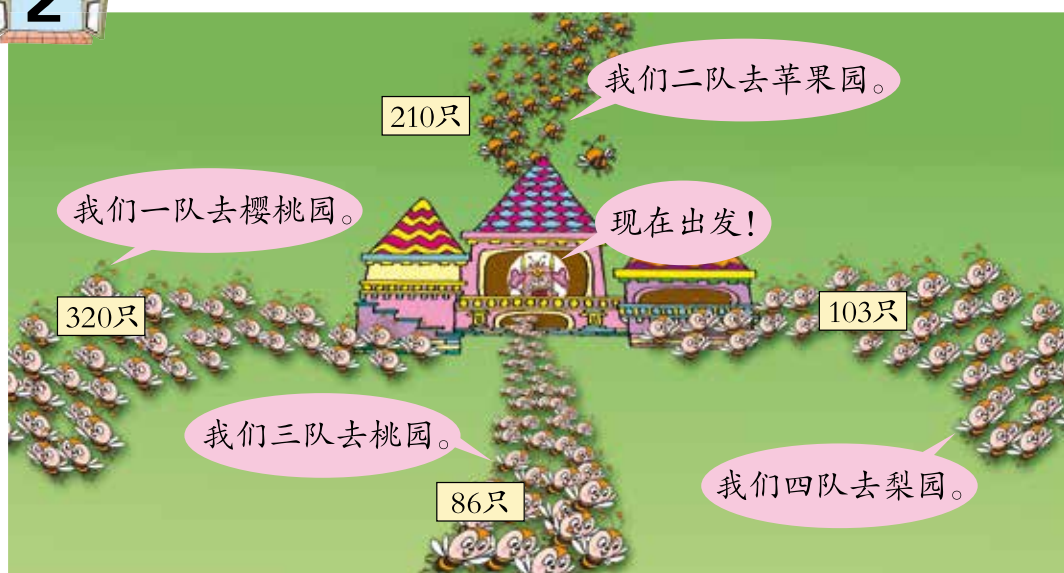 2
我们二队去苹果园。
210只
我们一队去樱桃园。
现在出发！
320只
103只
我们三队去桃园。
我们四队去梨园。
86只